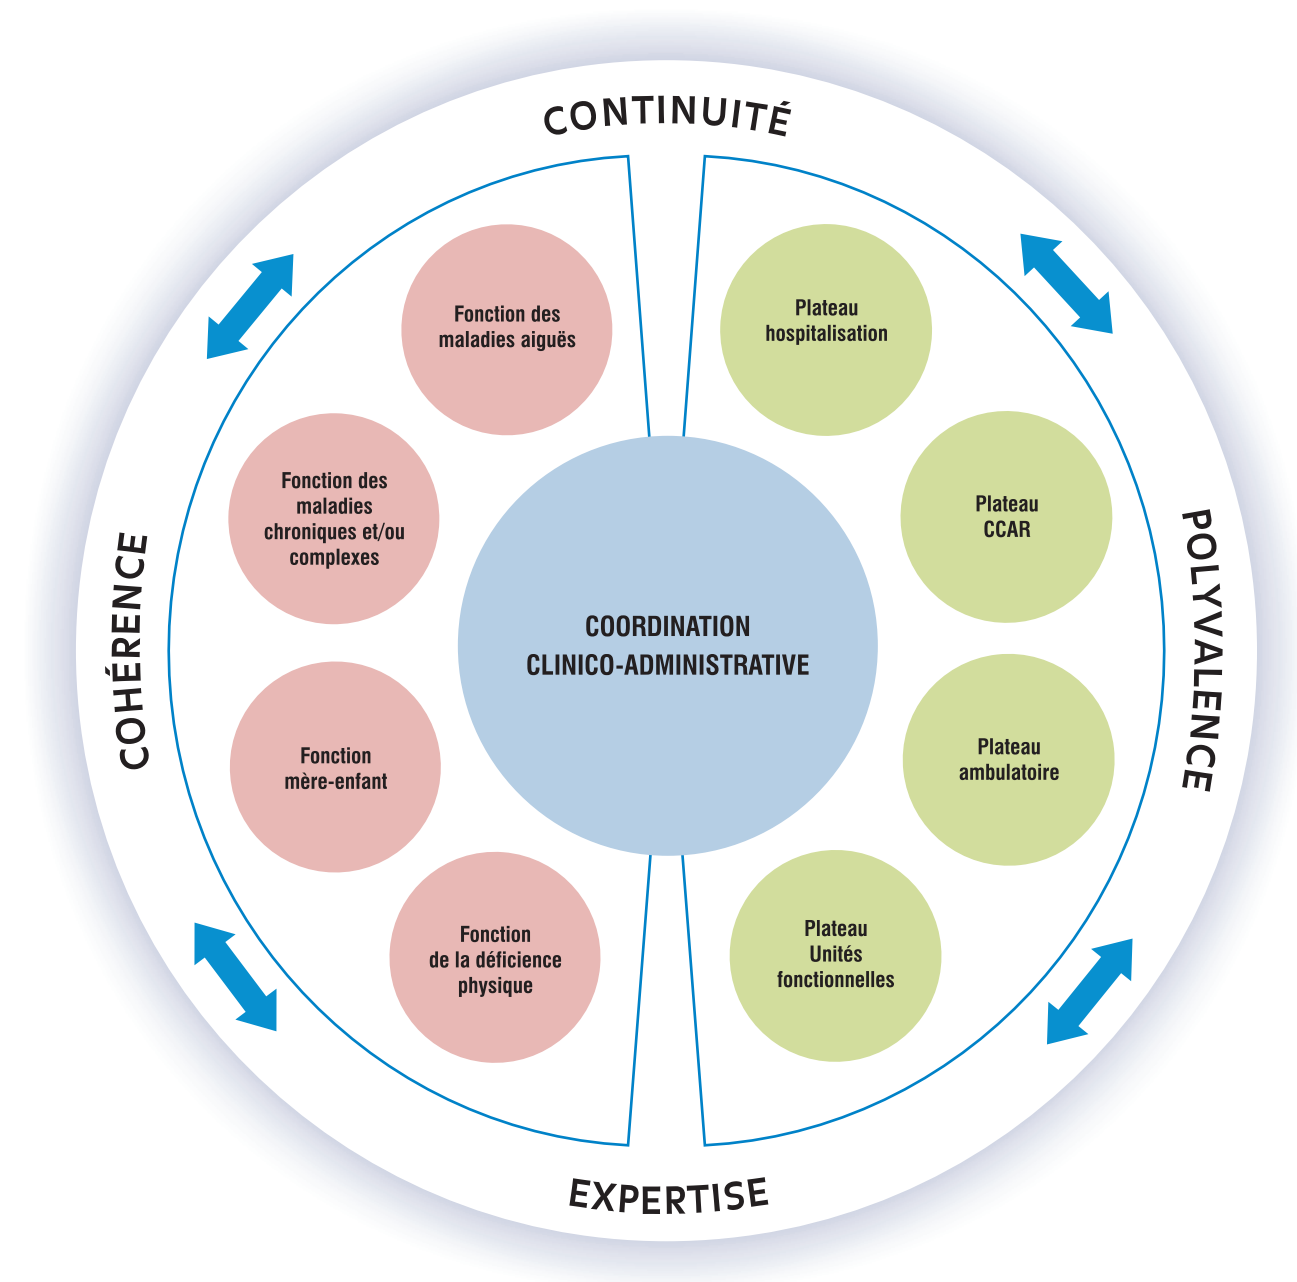 CONTINUITÉ
Fonction des
maladies aiguës
Plateau
hospitalisation
Fonction des
maladies
chroniques et/ou
complexes
Plateau
CCAR
COHÉRENCE
COORDINATION
CLINICO-ADMINISTRATIVE
POLYVALENCE
Fonction
mère-enfant
Plateau
ambulatoire
Fonction
de la déficience
physique
Plateau
Unités
fonctionnelles
EXPERTISE